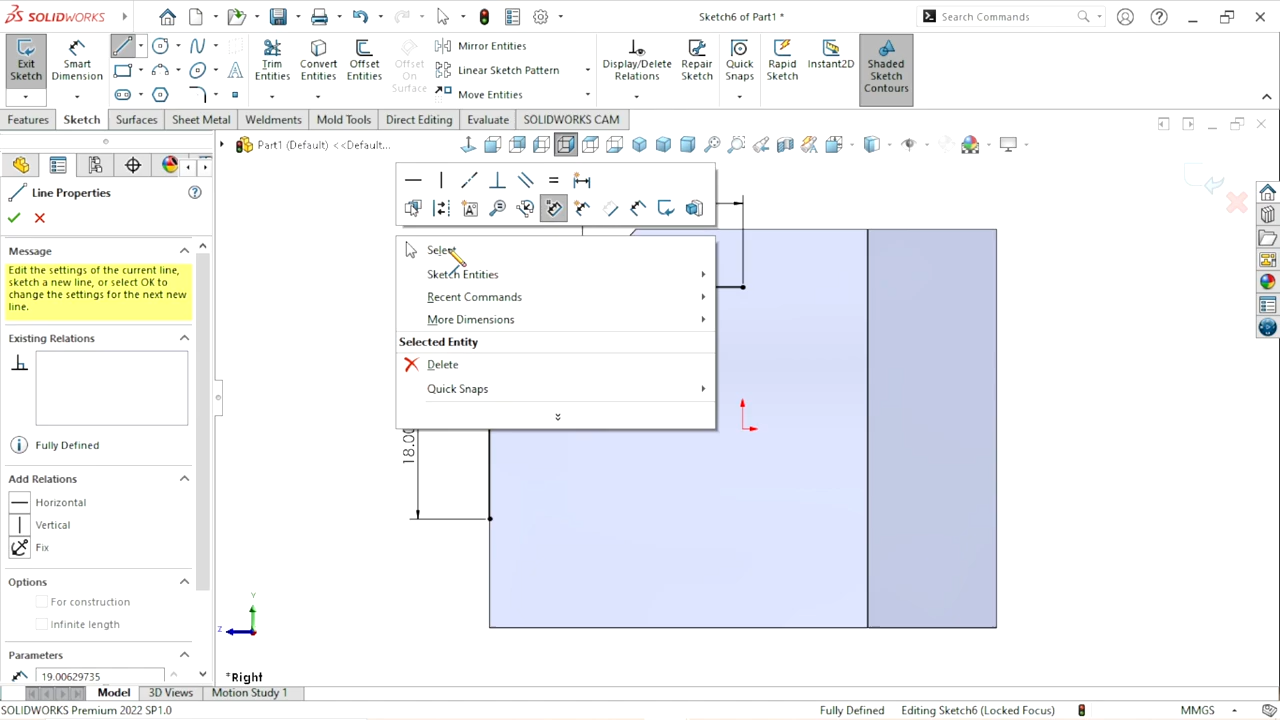 SOLIDWORKS
Sketch6 of Part1 *
Search Commands
Exit Sketch
Smart Dimension
Trim Entities
Convert Entities
Offset Entities
Offset On Surface
Mirror Entities
Linear Sketch Pattern
Move Entities
Display/Delete Relations
Repair Sketch
Quick Snaps
Rapid Sketch
Instant2D
Shaded Sketch Contours
Features
Sketch
Surfaces
Sheet Metal
Weldments
Mold Tools
Direct Editing
Evaluate
SOLIDWORKS CAM
Part1 (Default) <<Default...
Line Properties
Message
Edit the settings of the current line, sketch a new line, or select OK to change the settings for the next new line.
Existing Relations
Fully Defined
Add Relations
Horizontal
Vertical
Fix
Options
For construction
Infinite length
Parameters
19.00629735
Select
Sketch Entities
Recent Commands
More Dimensions
Selected Entity
Delete
Quick Snaps
Y
Z
*Right
Model
3D Views
Motion Study 1
SOLIDWORKS Premium 2022 SP1.0
Fully Defined
Editing Sketch6 (Locked Focus)
MMGS